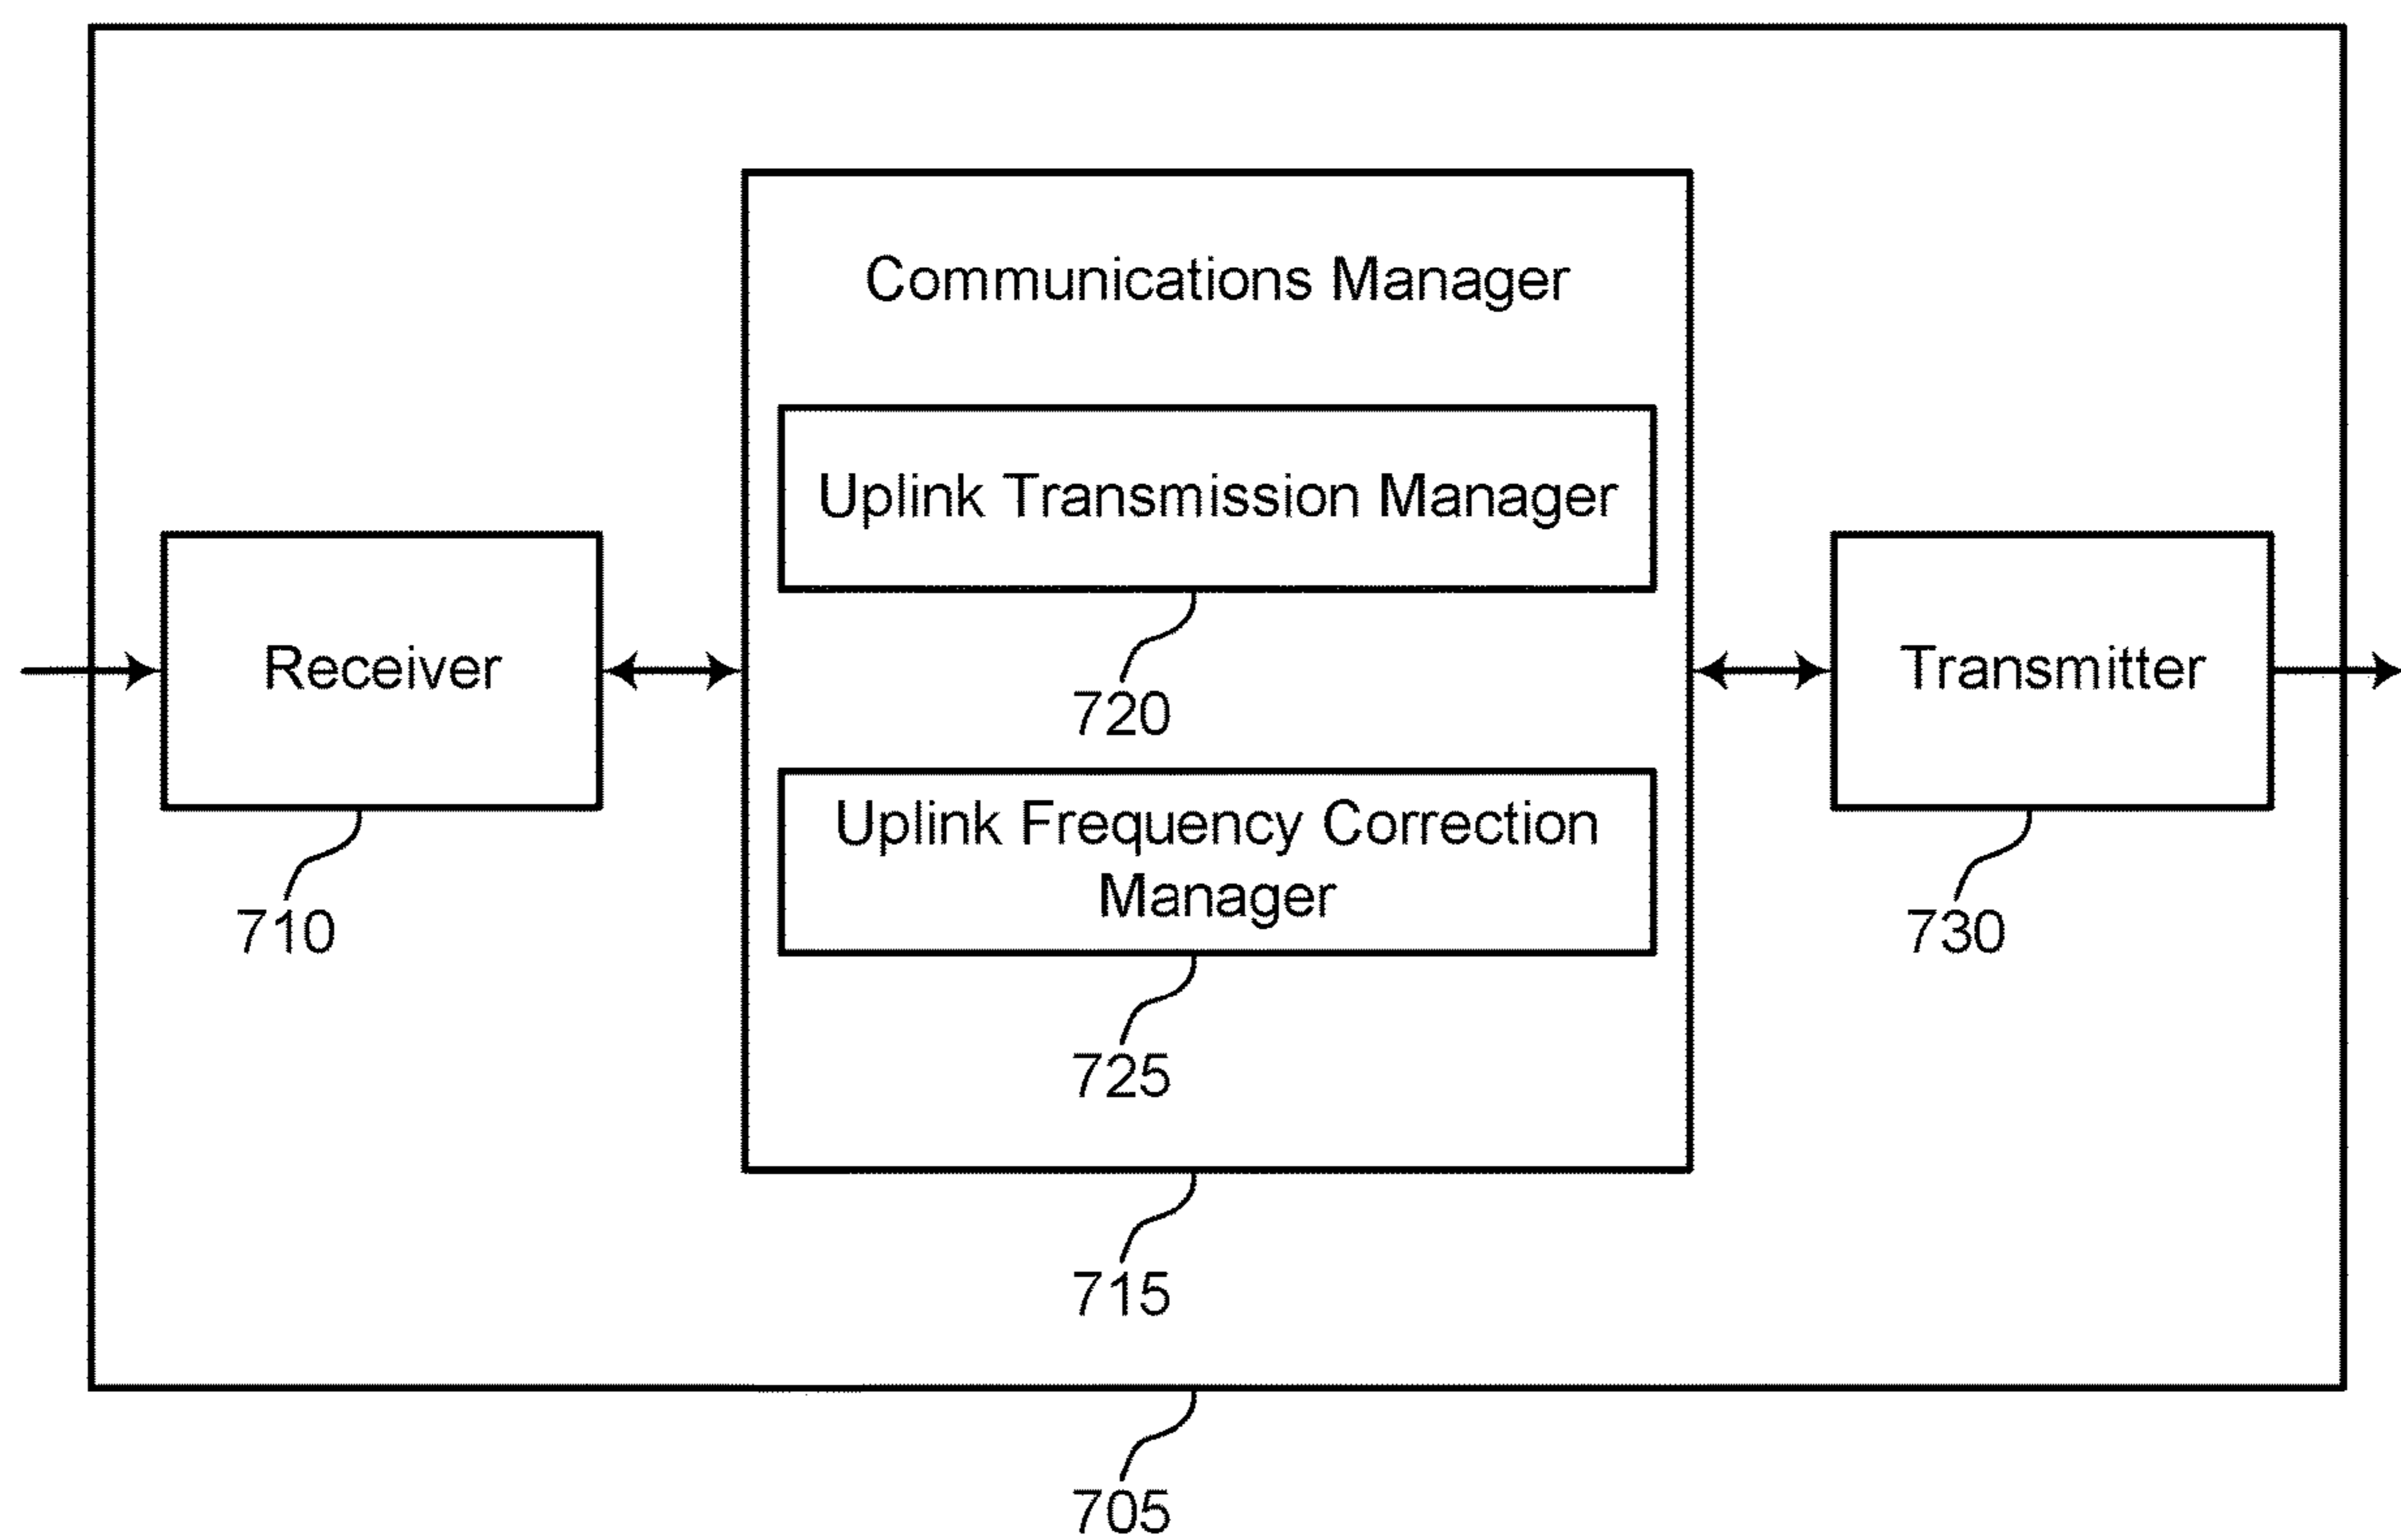 Communications Manager
Uplink Transmission Manager
720
Receiver
710
Uplink Frequency Correction
Manager
725
Transmitter
730
715
705